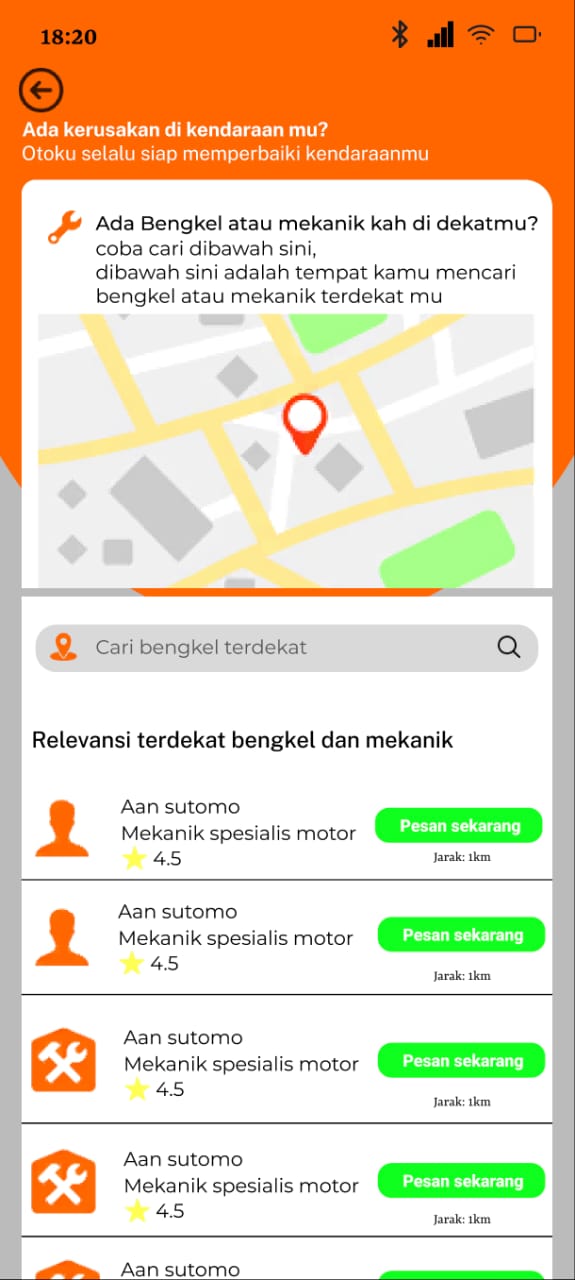 18:20
Ada kerusakan di kendaraan mu?
Otoku selalu siap memperbaiki kendaraanmu
Ada Bengkel atau mekanik kah di dekatmu?
coba cari dibawah sini,
dibawah sini adalah tempat kamu mencari
bengkel atau mekanik terdekat mu
Cari bengkel terdekat
Relevansi terdekat bengkel dan mekanik
Aan sutomo
Mekanik spesialis motor
4.5
Pesan sekarang
Jarak: 1km
Aan sutomo
Mekanik spesialis motor
4.5
Pesan sekarang
Jarak: 1km
Aan sutomo
Mekanik spesialis motor
4.5
Pesan sekarang
Jarak: 1km
Aan sutomo
Mekanik spesialis motor
4.5
Pesan sekarang
Jarak: 1km
Aan sutomo